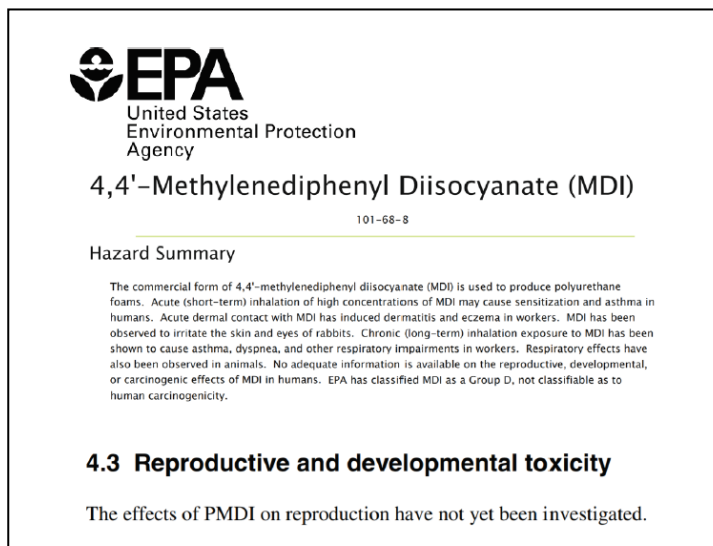 EPA
United States
Environmental Protection
Agency
4,4'-Methylenediphenyl Diisocyanate (MDI)
101-68-8
Hazard Summary
The commercial form of 4,4'-methylenediphenyl diisocyanate (MDI) is used to produce polyurethane
foams. Acute (short-term) inhalation of high concentrations of MDI may cause sensitization and asthma in
humans. Acute dermal contact with MDI has induced dermatitis and eczema in workers. MDI has been
observed to irritate the skin and eyes of rabbits. Chronic (long-term) inhalation exposure to MDI has been
shown to cause asthma, dyspnea, and other respiratory impairments in workers. Respiratory effects have
also been observed in animals. No adequate information is available on the reproductive, developmental,
or carcinogenic effects of MDI in humans. EPA has classified MDI as a Group D, not classifiable as to
human carcinogenicity.
4.3 Reproductive and developmental toxicity
The effects of PMDI on reproduction have not yet been investigated.